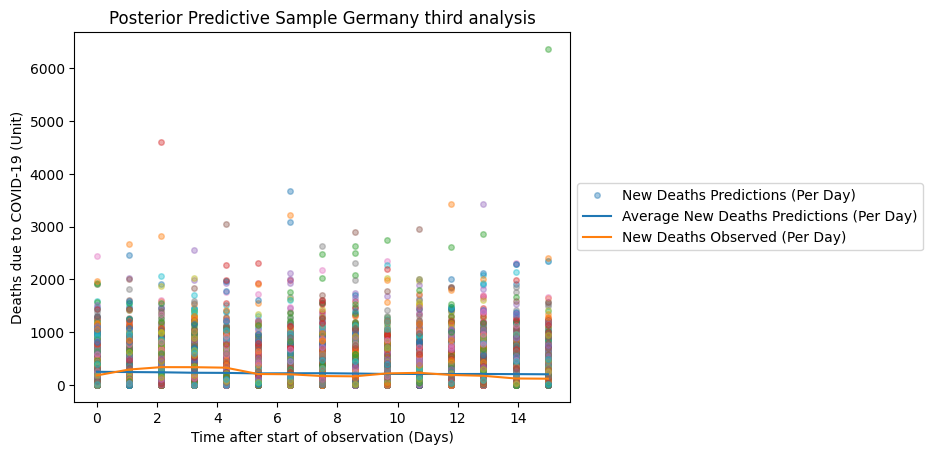 Posterior Predictive Sample Germany third analysis
Deaths due to COVID-19 (Unit)
6000
5000
4000
3000
2000
1000
0
0 2 4 6 8 10 12 14
Time after start of observation (Days)
New Deaths Predictions (Per Day)
Average New Deaths Predictions (Per Day)
New Deaths Observed (Per Day)